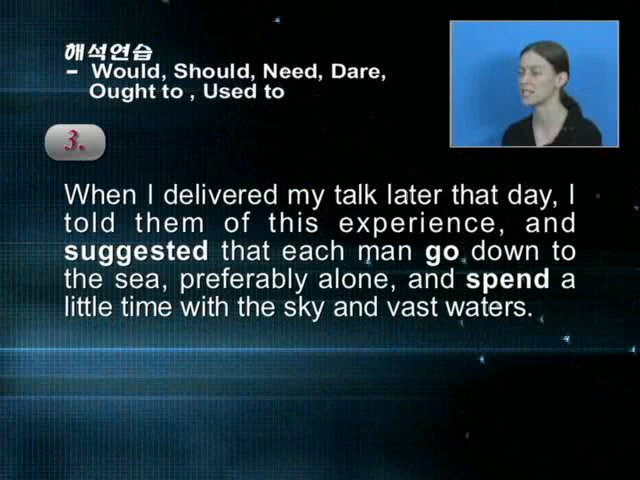 해석연습
- Would, Should, Need, Dare,
Ought to , Used to
3.
When I delivered my talk later that day, I
told them of this experience, and
suggested that each man go down to
the sea, preferably alone, and spend a
little time with the sky and vast waters.